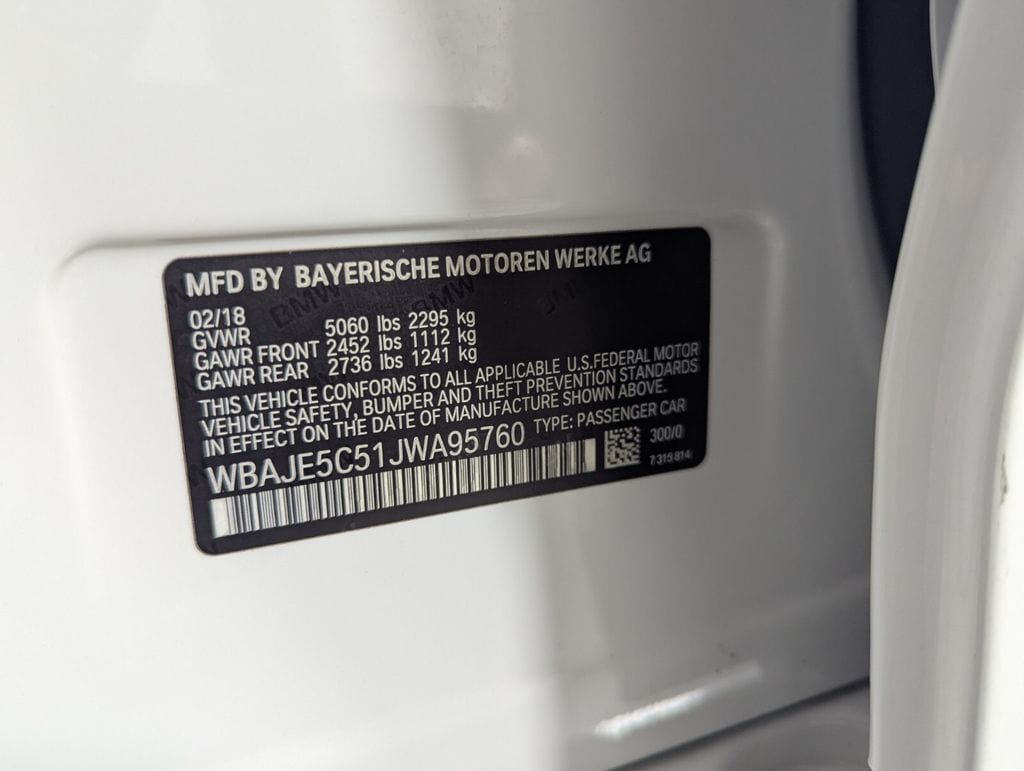 MFD BY BAYERISCHE MOTOREN WERKE AG
02/18
GVWR 5060 lbs 2295 kg
GAWR FRONT 2452 lbs 1112 kg
GAWR REAR 2736 lbs 1241 kg
THIS VEHICLE CONFORMS TO ALL APPLICABLE U.S.FEDERAL MOTOR
VEHICLE SAFETY, BUMPER AND THEFT PREVENTION STANDARDS
IN EFFECT ON THE DATE OF MANUFACTURE SHOWN ABOVE.
WBAJE5C51JWA95760 TYPE: PASSENGER CAR
300/0
7 315 814
BMW
BMW